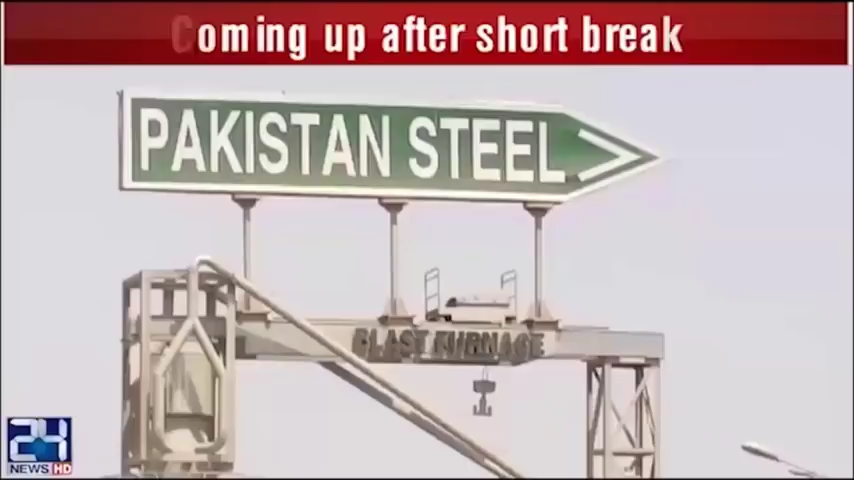 Coming up after short break
PAKISTAN STEEL
BLAST FURNACE
24
NEWS HD